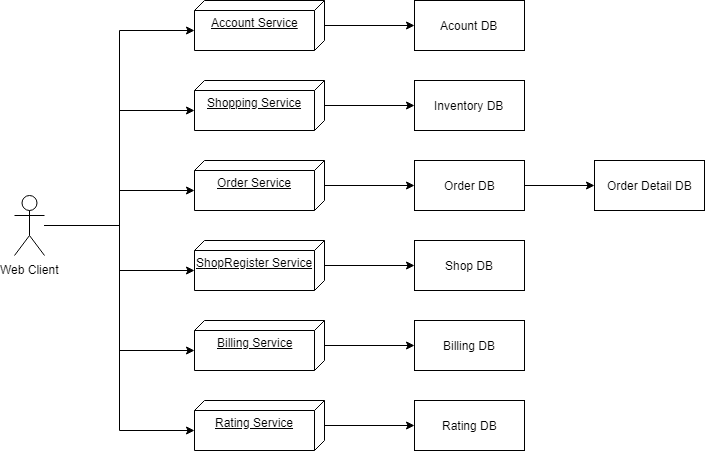 Account Service
Acount DB
Shopping Service
Inventory DB
Order Service
Order DB
Order Detail DB
Web Client
ShopRegister Service
Shop DB
Billing Service
Billing DB
Rating Service
Rating DB